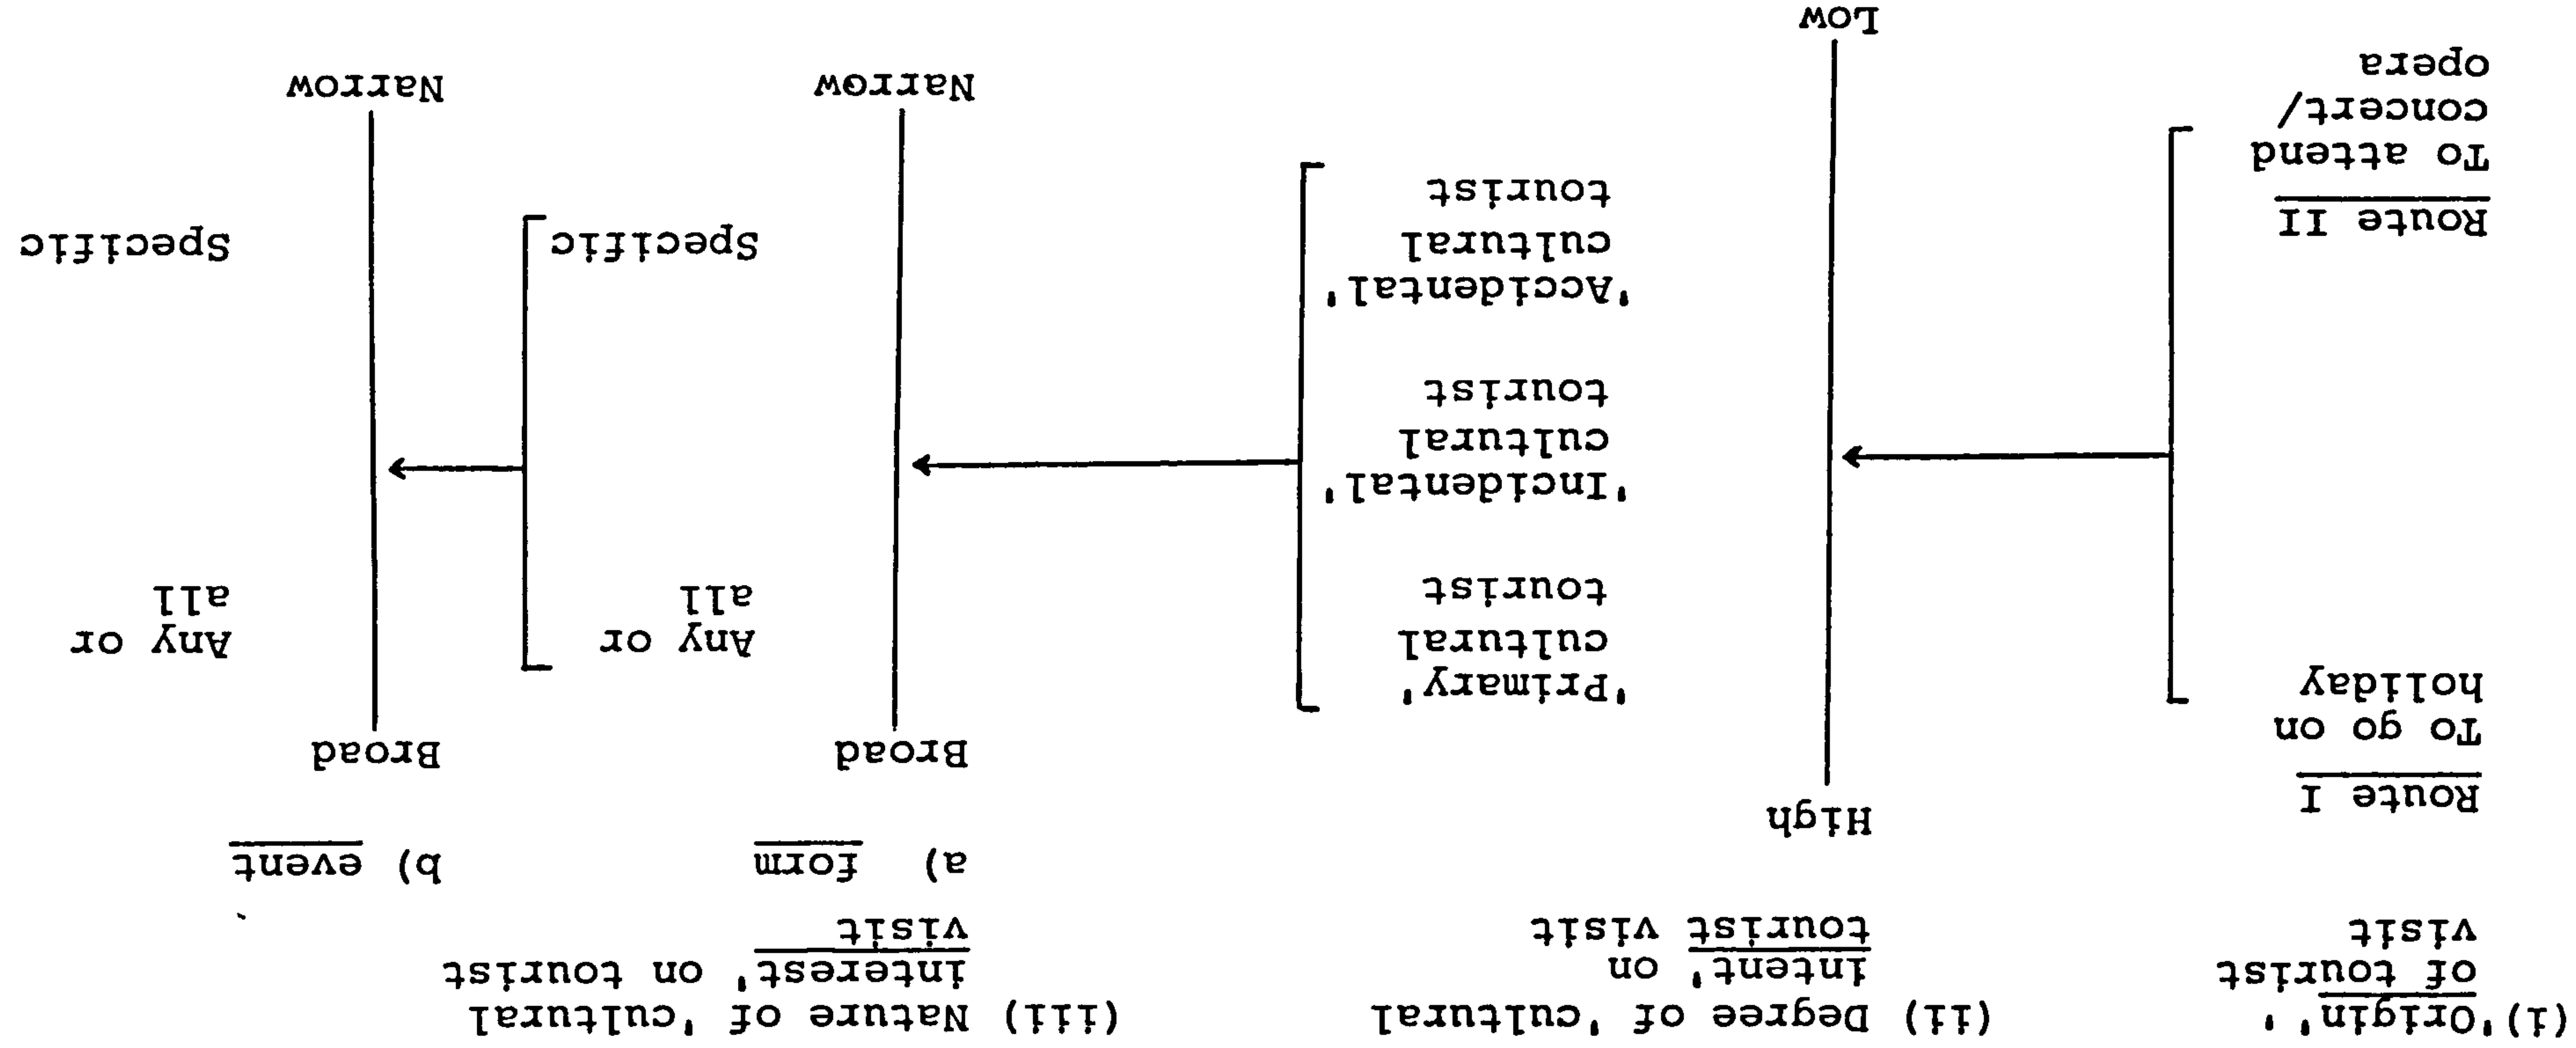 (i)'Origin''
of tourist
visit
Route I
To go on
holiday
Route II
To attend
concert/
opera
(ii) Degree of 'cultural
intent' on
tourist visit
High
Low
'Primary'
cultural
tourist
'Incidental'
cultural
tourist
'Accidental'
cultural
tourist
(iii) Nature of 'cultural
interest' on tourist
visit
a) form
Broad
Narrow
Any or
all
Specific
b) event
Broad
Narrow
Any or
all
Specific